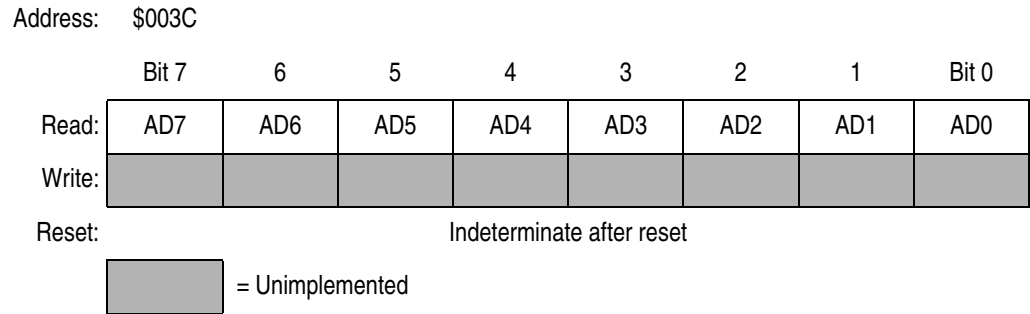 Address: $003C
Bit 7 6 5 4 3 2 1 Bit 0
Read: AD7 AD6 AD5 AD4 AD3 AD2 AD1 AD0
Write:
Reset: Indeterminate after reset
= Unimplemented